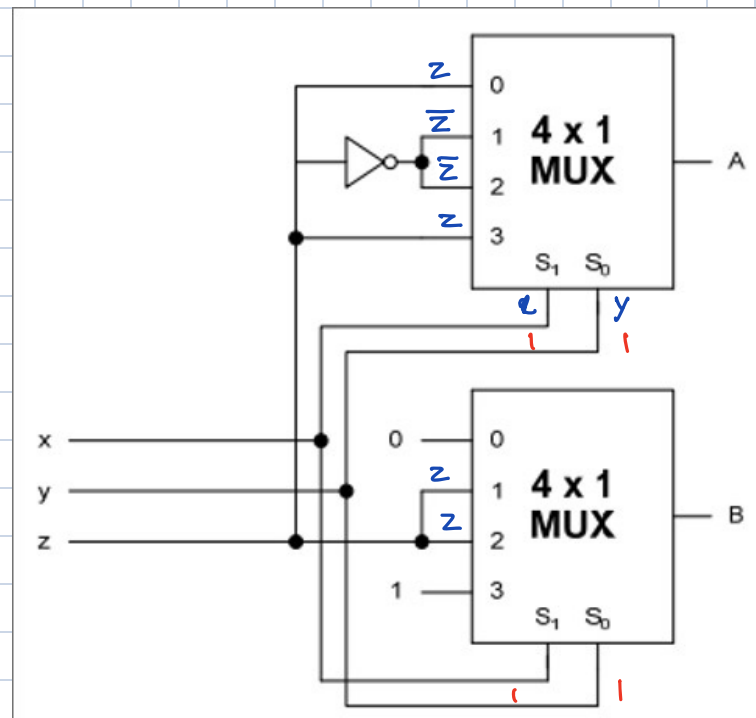 z 0
z̅ 1
4 x 1
MUX
A
z̅ 2
z 3
S₁ S₀
x y
1 1
x 0 0
z 1
4 x 1
MUX
B
y
z
z 2
1 3
S₁ S₀
1 1